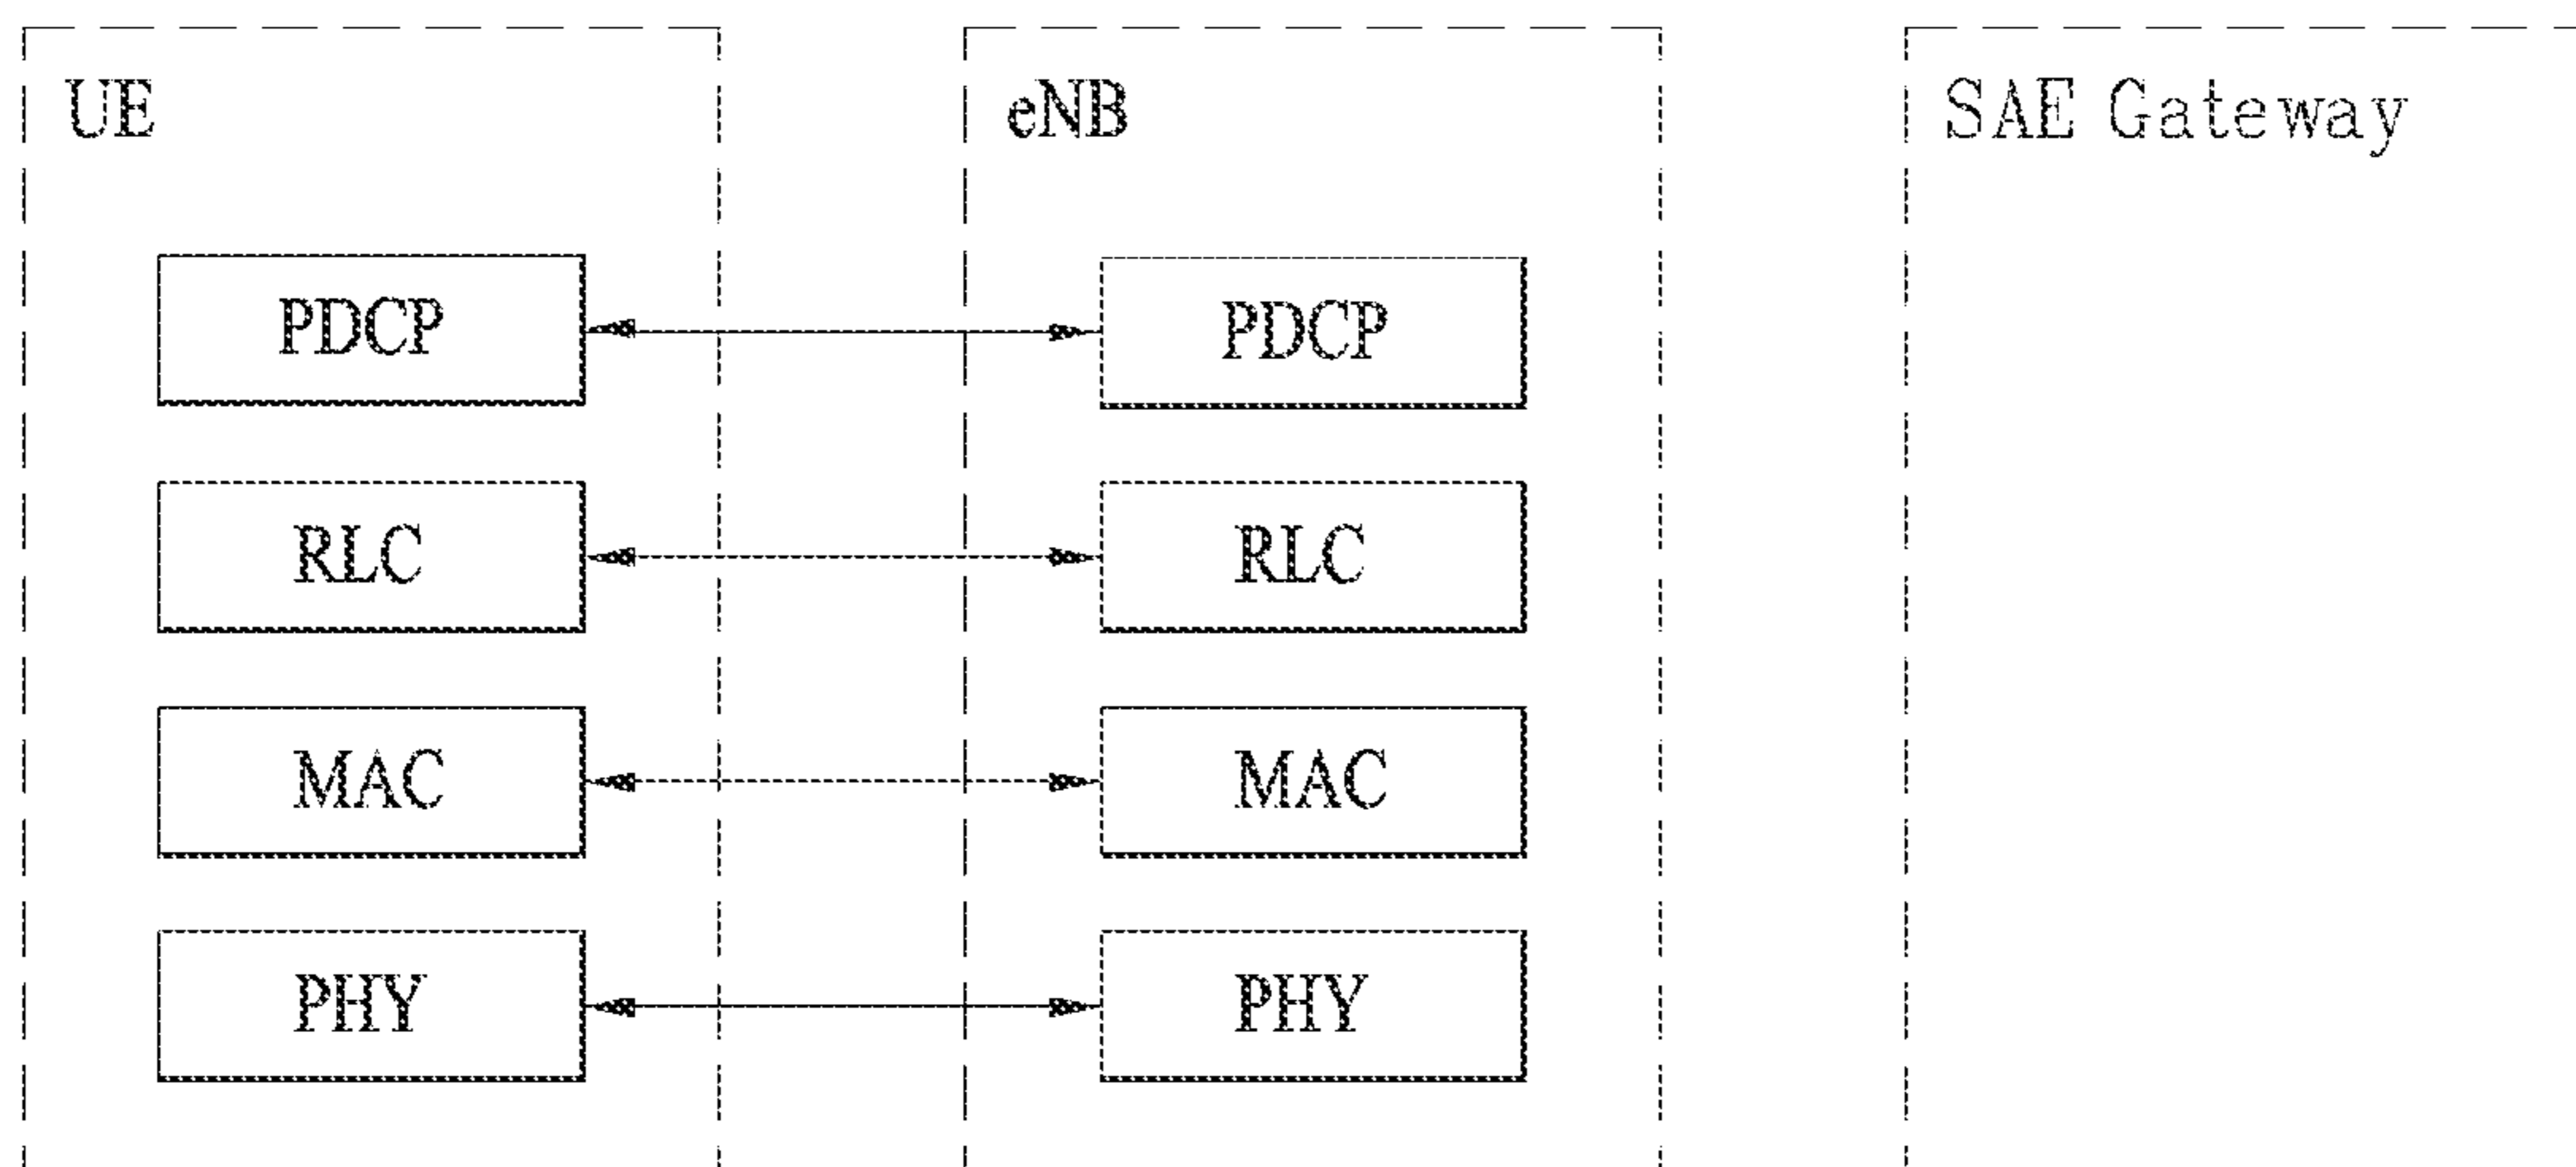 UE
eNB
SAE Gateway
PDCP
PDCP
RLC
RLC
MAC
MAC
PHY
PHY